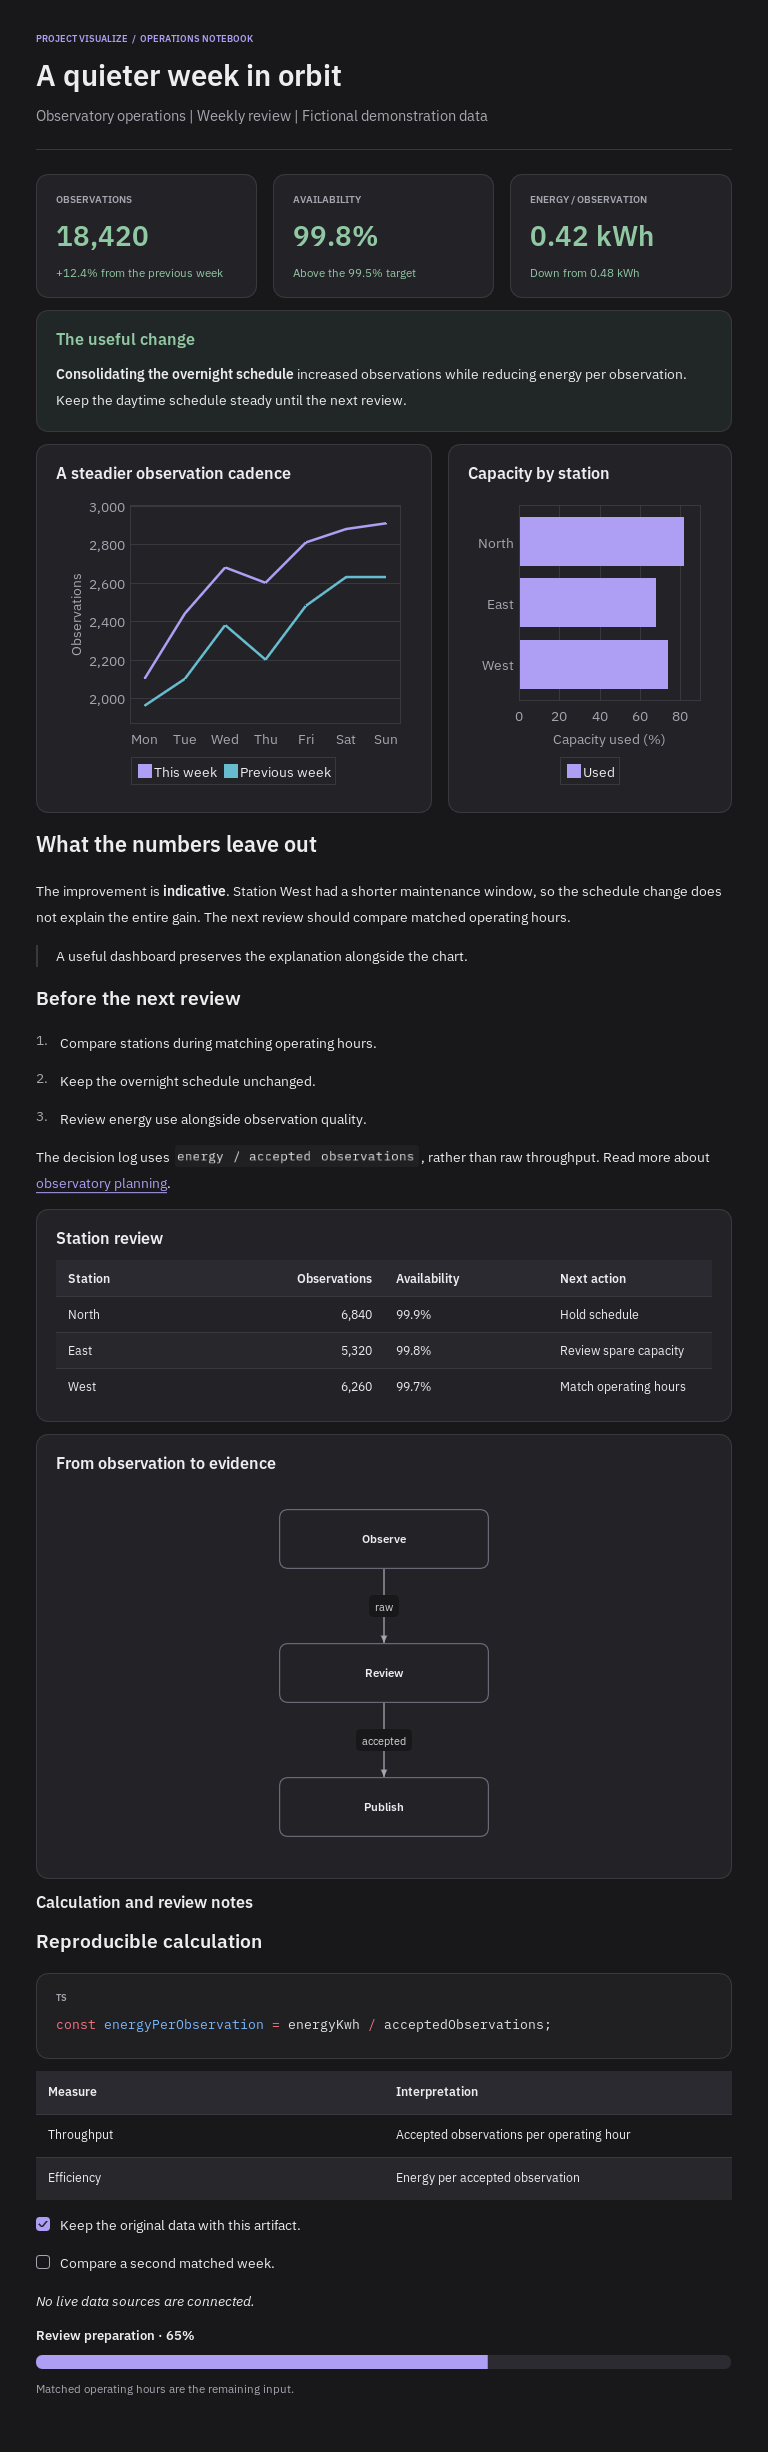 PROJECT VISUALIZE / OPERATIONS NOTEBOOK
A quieter week in orbit
Observatory operations | Weekly review | Fictional demonstration data
OBSERVATIONS
18,420
+12.4% from the previous week
AVAILABILITY
99.8%
Above the 99.5% target
ENERGY / OBSERVATION
0.42 kWh
Down from 0.48 kWh
The useful change
Consolidating the overnight schedule increased observations while reducing energy per observation.
Keep the daytime schedule steady until the next review.
A steadier observation cadence
Observations
3,000
2,800
2,600
2,400
2,200
2,000
Mon Tue Wed Thu Fri Sat Sun
This week Previous week
Capacity by station
North
East
West
0 20 40 60 80
Capacity used (%)
Used
What the numbers leave out
The improvement is indicative. Station West had a shorter maintenance window, so the schedule change does
not explain the entire gain. The next review should compare matched operating hours.
A useful dashboard preserves the explanation alongside the chart.
Before the next review
1. Compare stations during matching operating hours.
2. Keep the overnight schedule unchanged.
3. Review energy use alongside observation quality.
The decision log uses energy / accepted observations , rather than raw throughput. Read more about
observatory planning.
Station review
Station Observations Availability Next action
North 6,840 99.9% Hold schedule
East 5,320 99.8% Review spare capacity
West 6,260 99.7% Match operating hours
From observation to evidence
Observe
raw
Review
accepted
Publish
Calculation and review notes
Reproducible calculation
TS
const energyPerObservation = energyKwh / acceptedObservations;
Measure Interpretation
Throughput Accepted observations per operating hour
Efficiency Energy per accepted observation
Keep the original data with this artifact.
Compare a second matched week.
No live data sources are connected.
Review preparation · 65%
Matched operating hours are the remaining input.